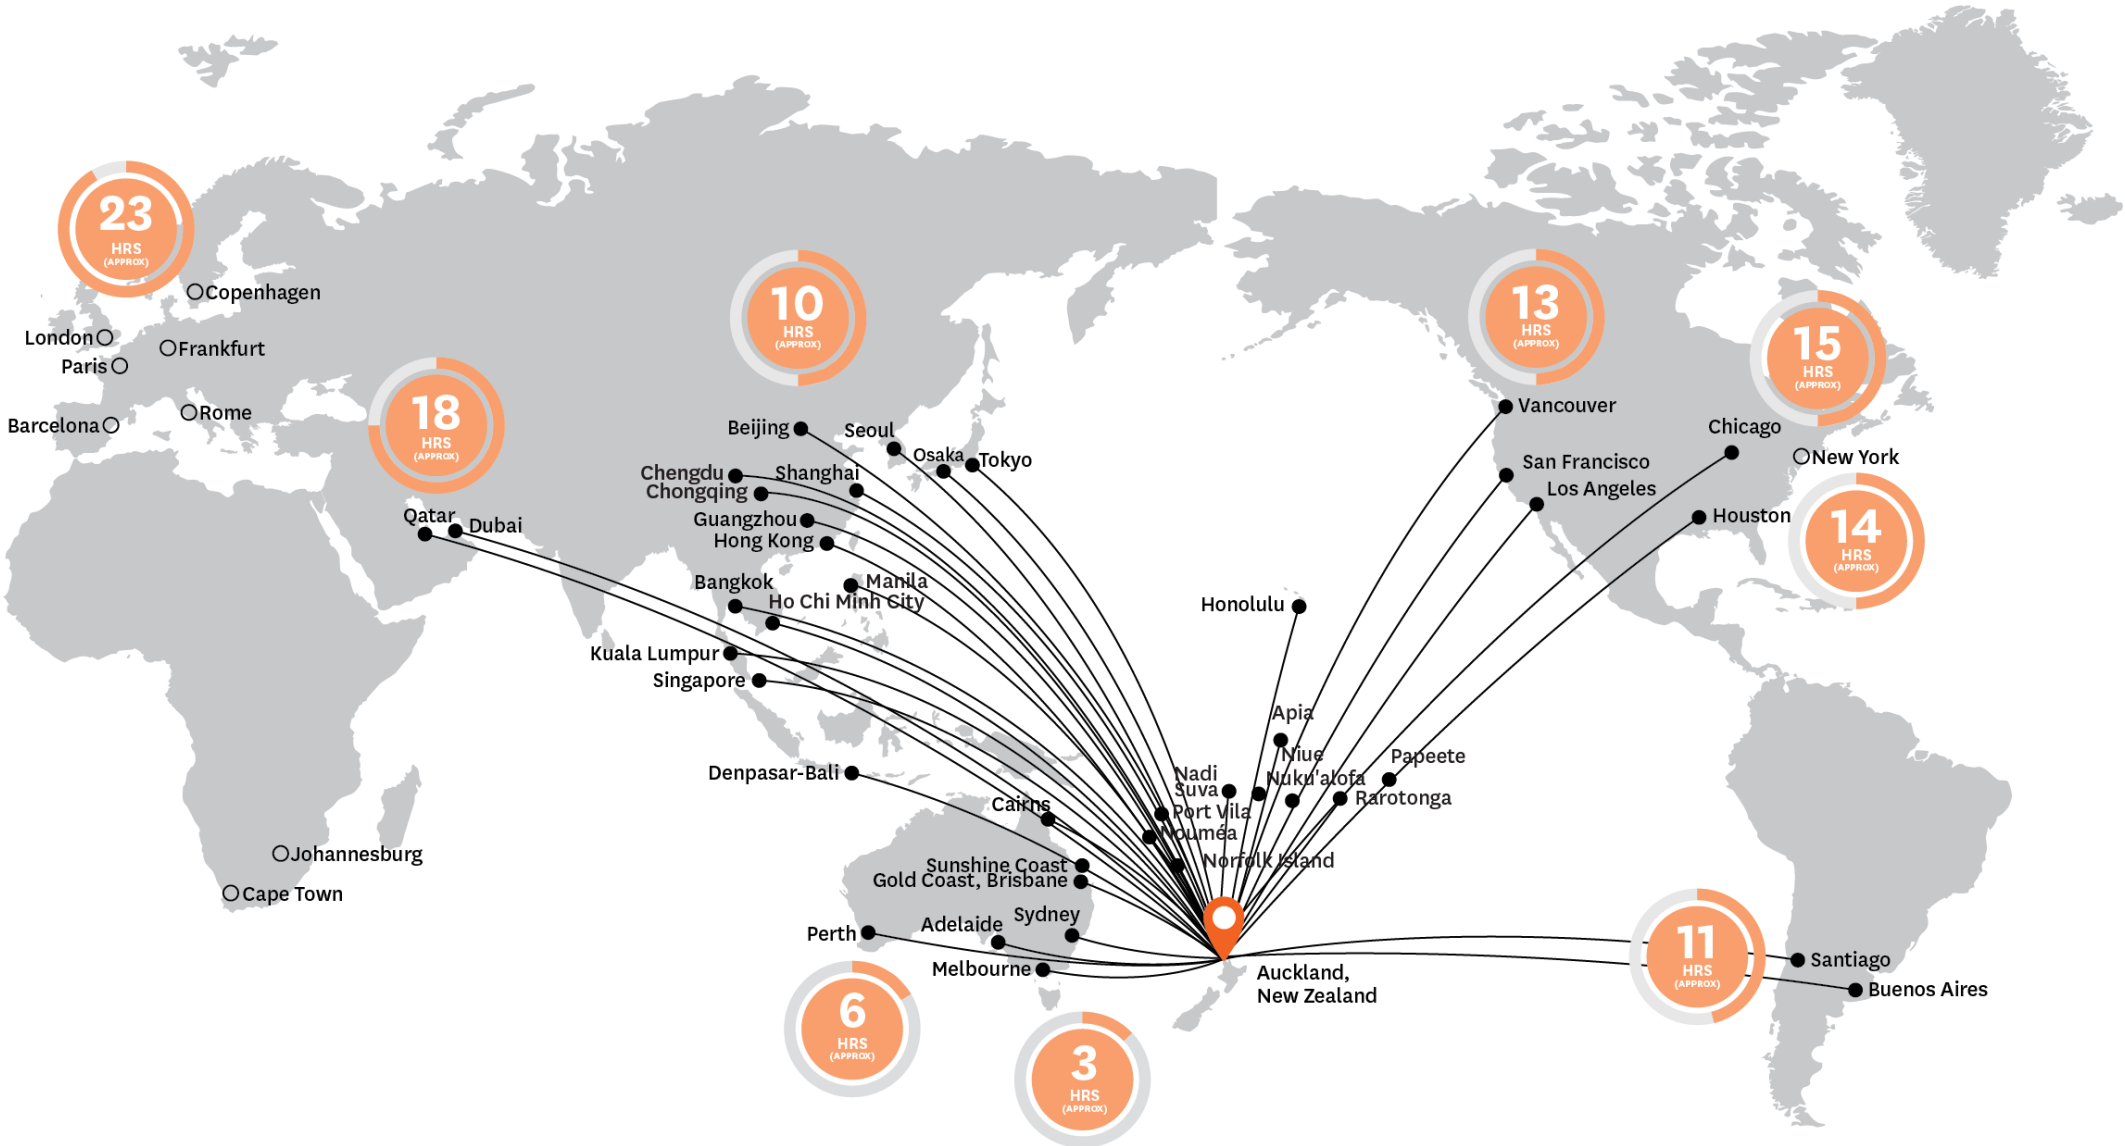 23
HRS
(APPROX)
Copenhagen
London
Frankfurt
Paris
Rome
Barcelona
18
HRS
(APPROX)
Qatar
Dubai
10
HRS
(APPROX)
Beijing
Seoul
Osaka
Tokyo
Chengdu
Shanghai
Chongqing
Guangzhou
Hong Kong
Bangkok
Manila
Ho Chi Minh City
Kuala Lumpur
Singapore
Denpasar-Bali
13
HRS
(APPROX)
15
HRS
(APPROX)
Vancouver
Chicago
New York
San Francisco
Los Angeles
Houston
14
HRS
(APPROX)
Honolulu
Apia
Niue
Papeete
Nadi
Nuku'alofa
Suva
Rarotonga
Port Vila
Nouméa
Norfolk Island
Cairns
Sunshine Coast
Gold Coast, Brisbane
Sydney
Adelaide
Perth
Melbourne
Johannesburg
Cape Town
Auckland,
New Zealand
11
HRS
(APPROX)
Santiago
Buenos Aires
6
HRS
(APPROX)
3
HRS
(APPROX)